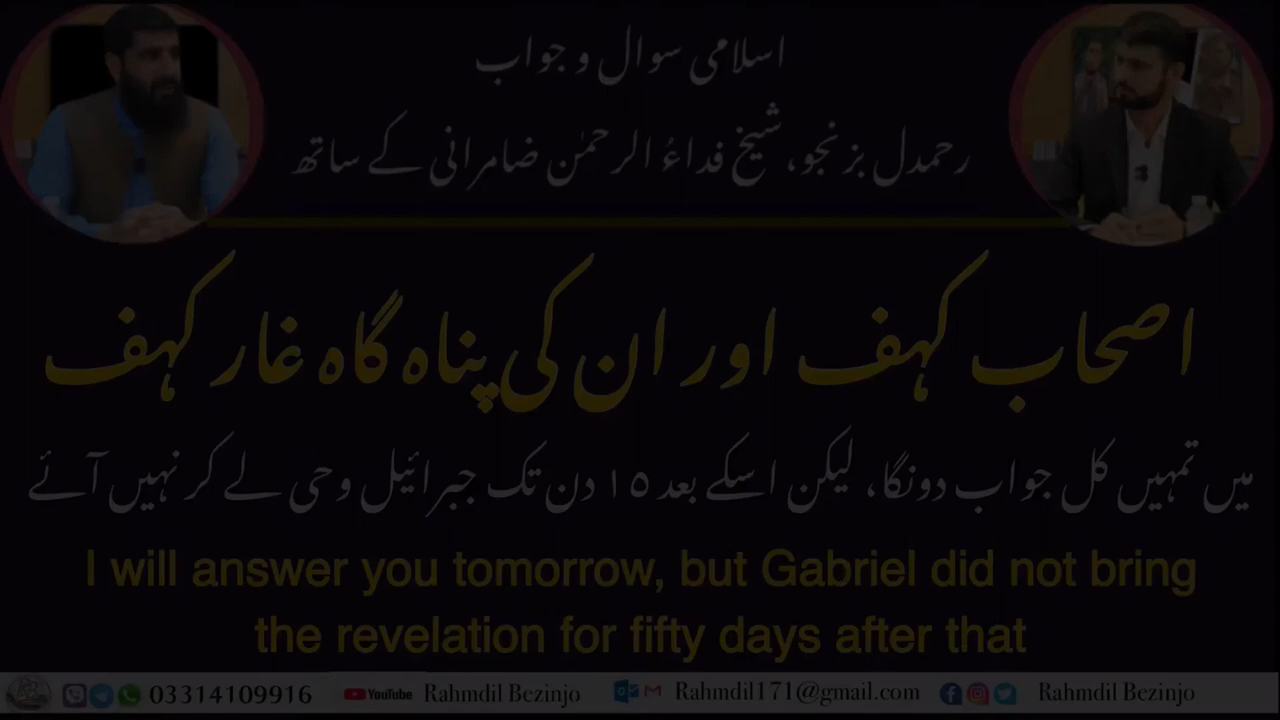 اسلامی سوال و جواب
رحمدل بزنجو، شیخ فداءُ الرحمٰن ضامرانی کے ساتھ
اصحاب کہف اور ان کی پناہ گاہ غار کہف
میں تمہیں کل جواب دونگا، لیکن اسکے بعد ۱۵ دن تک جبرائیل وحی لے کر نہیں آئے
I will answer you tomorrow, but Gabriel did not bring
the revelation for fifty days after that
03314109916 YouTube Rahmdil Bezinjo Rahmdil171@gmail.com Rahmdil Bezinjo